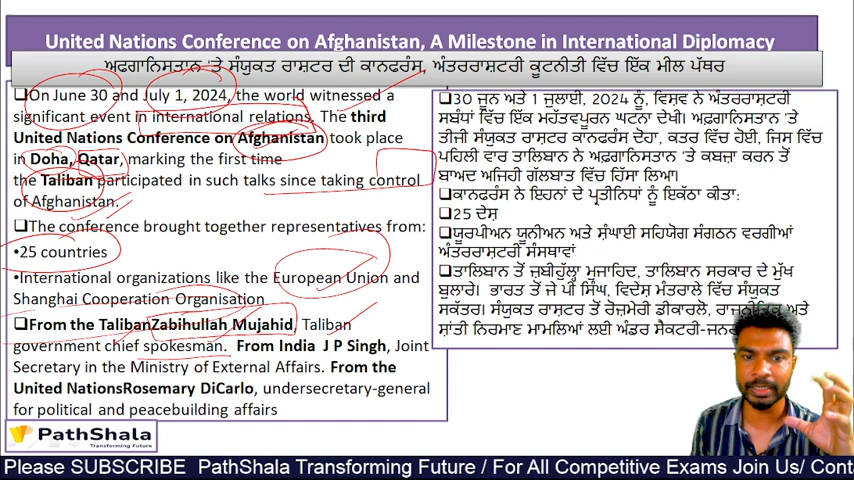 United Nations Conference on Afghanistan, A Milestone in International Diplomacy
ਅਫ਼ਗਾਨਿਸਤਾਨ 'ਤੇ ਸੰਯੁਕਤ ਰਾਸ਼ਟਰ ਦੀ ਕਾਨਫਰੰਸ, ਅੰਤਰਰਾਸ਼ਟਰੀ ਕੂਟਨੀਤੀ ਵਿੱਚ ਇੱਕ ਮੀਲ ਪੱਥਰ
❑On June 30 and July 1, 2024, the world witnessed a
significant event in international relations. The third
United Nations Conference on Afghanistan took place
in Doha, Qatar, marking the first time
the Taliban participated in such talks since taking control
of Afghanistan.
❑The conference brought together representatives from:
•25 countries
•International organizations like the European Union and
Shanghai Cooperation Organisation
❑From the TalibanZabihullah Mujahid, Taliban
government chief spokesman. From India J P Singh, Joint
Secretary in the Ministry of External Affairs. From the
United NationsRosemary DiCarlo, undersecretary-general
for political and peacebuilding affairs
❑30 ਜੂਨ ਅਤੇ 1 ਜੁਲਾਈ, 2024 ਨੂੰ, ਵਿਸ਼ਵ ਨੇ ਅੰਤਰਰਾਸ਼ਟਰੀ
ਸਬੰਧਾਂ ਵਿੱਚ ਇੱਕ ਮਹੱਤਵਪੂਰਨ ਘਟਨਾ ਦੇਖੀ। ਅਫਗਾਨਿਸਤਾਨ 'ਤੇ
ਤੀਜੀ ਸੰਯੁਕਤ ਰਾਸ਼ਟਰ ਕਾਨਫਰੰਸ ਦੋਹਾ, ਕਤਰ ਵਿੱਚ ਹੋਈ, ਜਿਸ ਵਿੱਚ
ਪਹਿਲੀ ਵਾਰ ਤਾਲਿਬਾਨ ਨੇ ਅਫਗਾਨਿਸਤਾਨ 'ਤੇ ਕਬਜ਼ਾ ਕਰਨ ਤੋਂ
ਬਾਅਦ ਅਜਿਹੀ ਗੱਲਬਾਤ ਵਿੱਚ ਹਿੱਸਾ ਲਿਆ।
❑ਕਾਨਫਰੰਸ ਨੇ ਇਹਨਾਂ ਦੇ ਪ੍ਰਤੀਨਿਧਾਂ ਨੂੰ ਇਕੱਠਾ ਕੀਤਾ:
❑25 ਦੇਸ਼
❑ਯੂਰਪੀਅਨ ਯੂਨੀਅਨ ਅਤੇ ਸ਼ੰਘਾਈ ਸਹਿਯੋਗ ਸੰਗਠਨ ਵਰਗੀਆਂ
ਅੰਤਰਰਾਸ਼ਟਰੀ ਸੰਸਥਾਵਾਂ
❑ਤਾਲਿਬਾਨ ਤੋਂ ਜ਼ਬੀਹੁੱਲ੍ਹਾ ਮੁਜਾਹਿਦ, ਤਾਲਿਬਾਨ ਸਰਕਾਰ ਦੇ ਮੁੱਖ
ਬੁਲਾਰੇ। ਭਾਰਤ ਤੋਂ ਜੇ ਪੀ ਸਿੰਘ, ਵਿਦੇਸ਼ ਮੰਤਰਾਲੇ ਵਿੱਚ ਸੰਯੁਕਤ
ਸਕੱਤਰ। ਸੰਯੁਕਤ ਰਾਸ਼ਟਰ ਤੋਂ ਰੋਜ਼ਮੇਰੀ ਡੀਕਾਰਲੋ, ਰਾਜਨੀਤਿਕ ਅਤੇ
ਸ਼ਾਂਤੀ ਨਿਰਮਾਣ ਮਾਮਲਿਆਂ ਲਈ ਅੰਡਰ ਸੈਕਟਰੀ-ਜਨਰ
PathShala
Transforming Future
Please SUBSCRIBE PathShala Transforming Future / For All Competitive Exams Join Us/ Cont